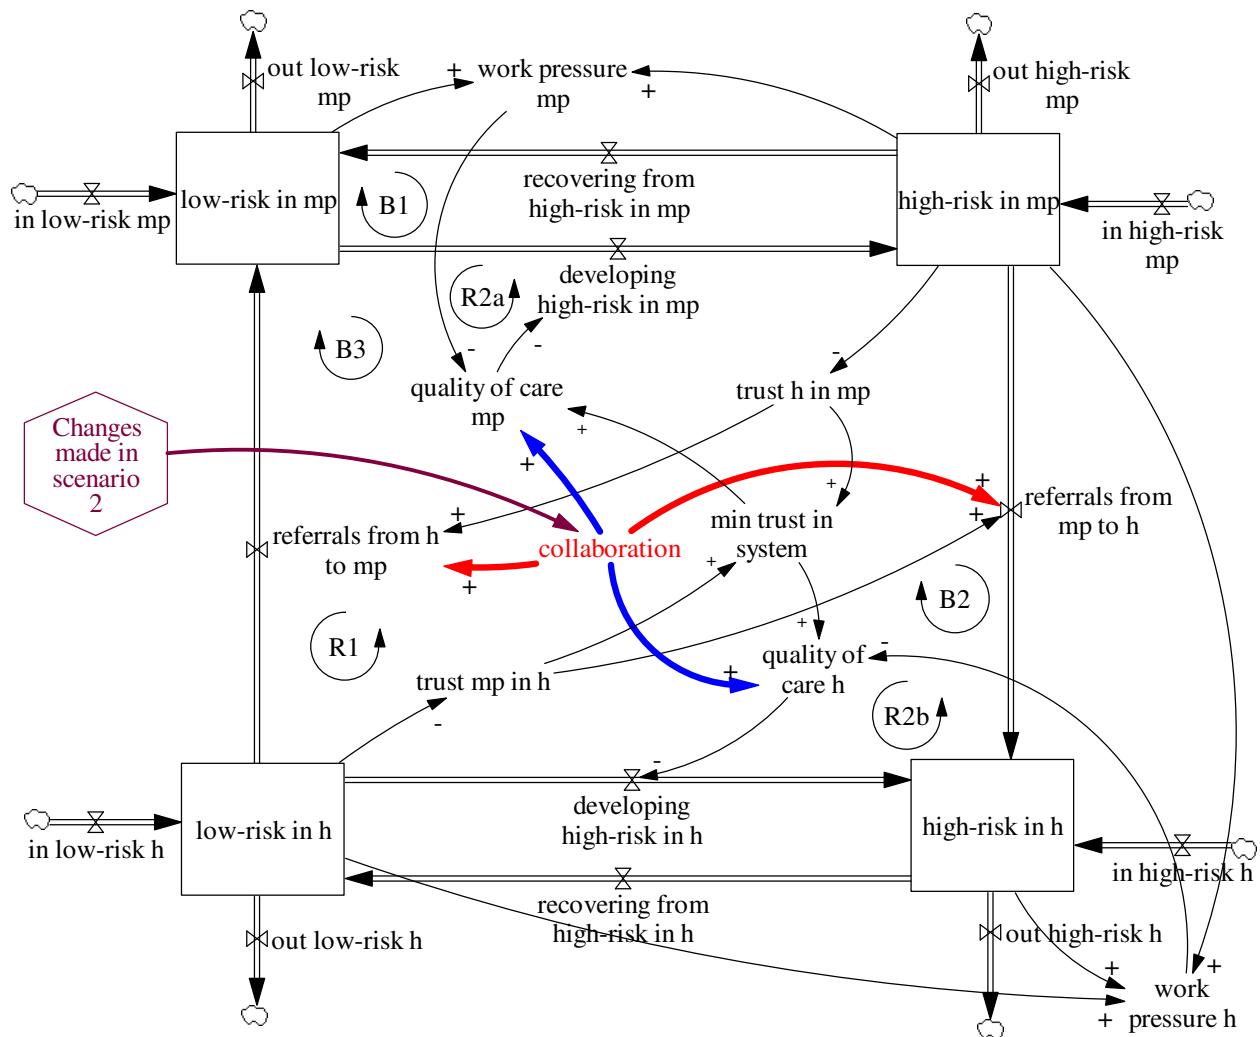 out low-risk
mp
+
work pressure
mp
+
out high-risk
mp
in low-risk mp
low-risk in mp
B1
recovering from
high-risk in mp
high-risk in mp
in high-risk
mp
developing
high-risk in mp
R2a
B3
-
-
-
quality of care
mp
trust h in mp
+
Changes
made in
scenario
2
+
+
+
+
+
referrals from
mp to h
min trust in
system
referrals from h
to mp
collaboration
+
+
B2
R1
+
-
quality of
care h
+
trust mp in h
-
R2b
-
developing
high-risk in h
low-risk in h
high-risk in h
in low-risk h
in high-risk h
recovering from
high-risk in h
out low-risk h
out high-risk h
+
+
work
pressure h
+